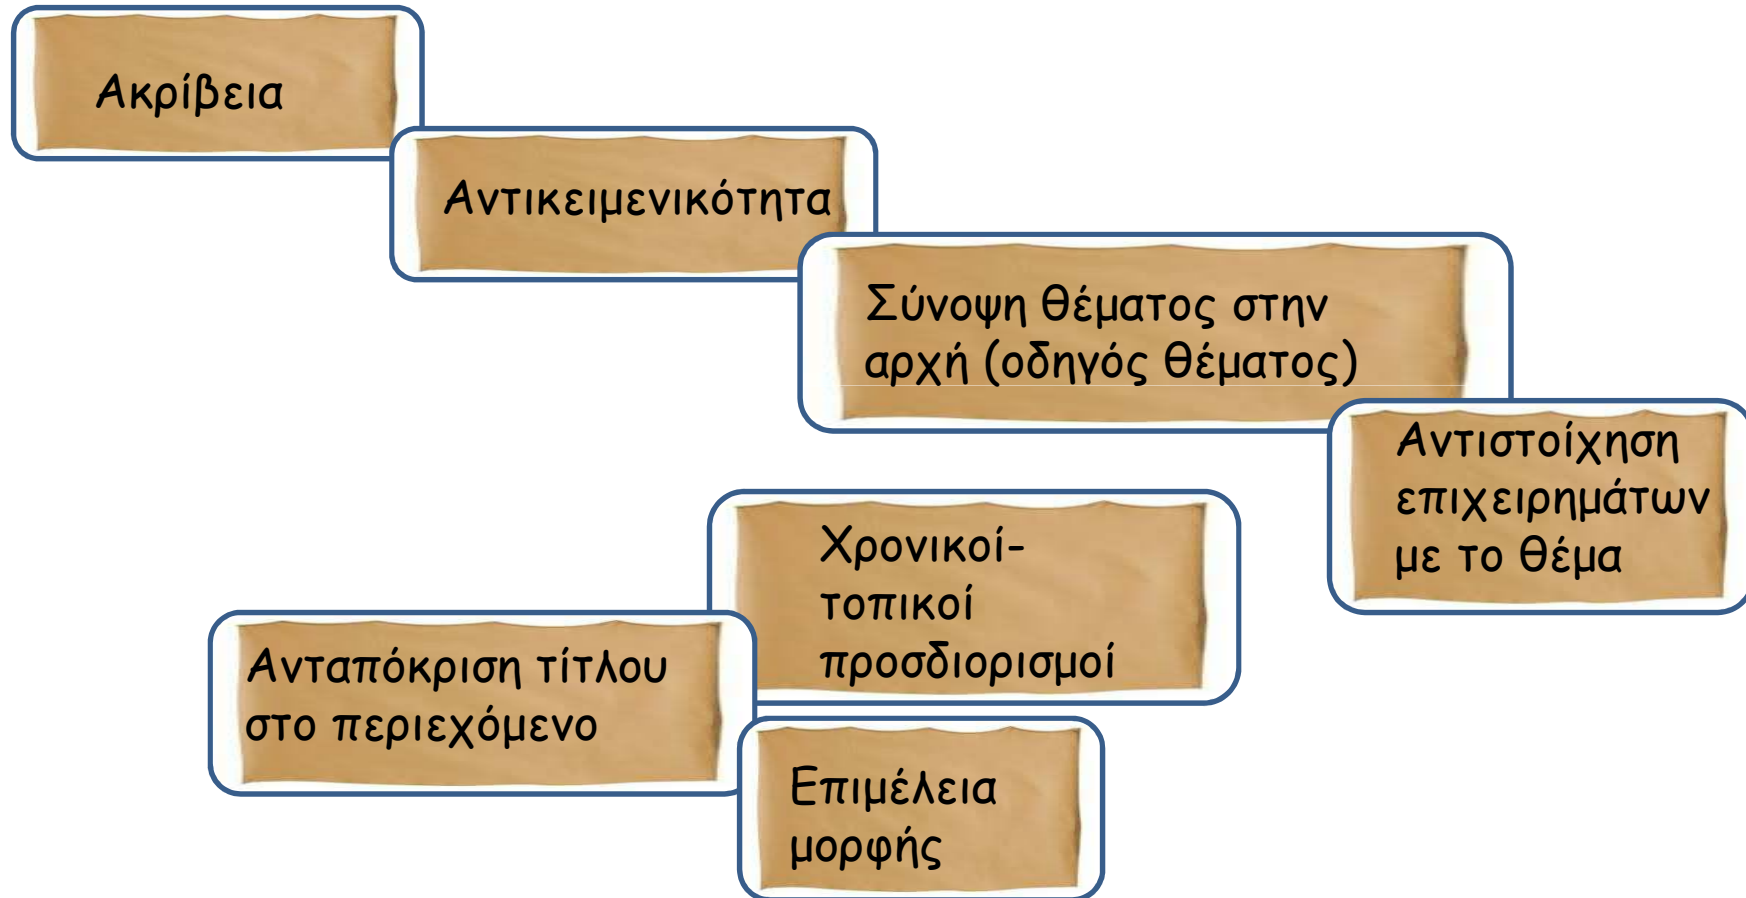 Ακρίβεια
Αντικειμενικότητα
Σύνοψη θέματος στην
αρχή (οδηγός θέματος)
Αντιστοίχηση
επιχειρημάτων
με το θέμα
Χρονικοί-
τοπικοί
προσδιορισμοί
Ανταπόκριση τίτλου
στο περιεχόμενο
Επιμέλεια
μορφής